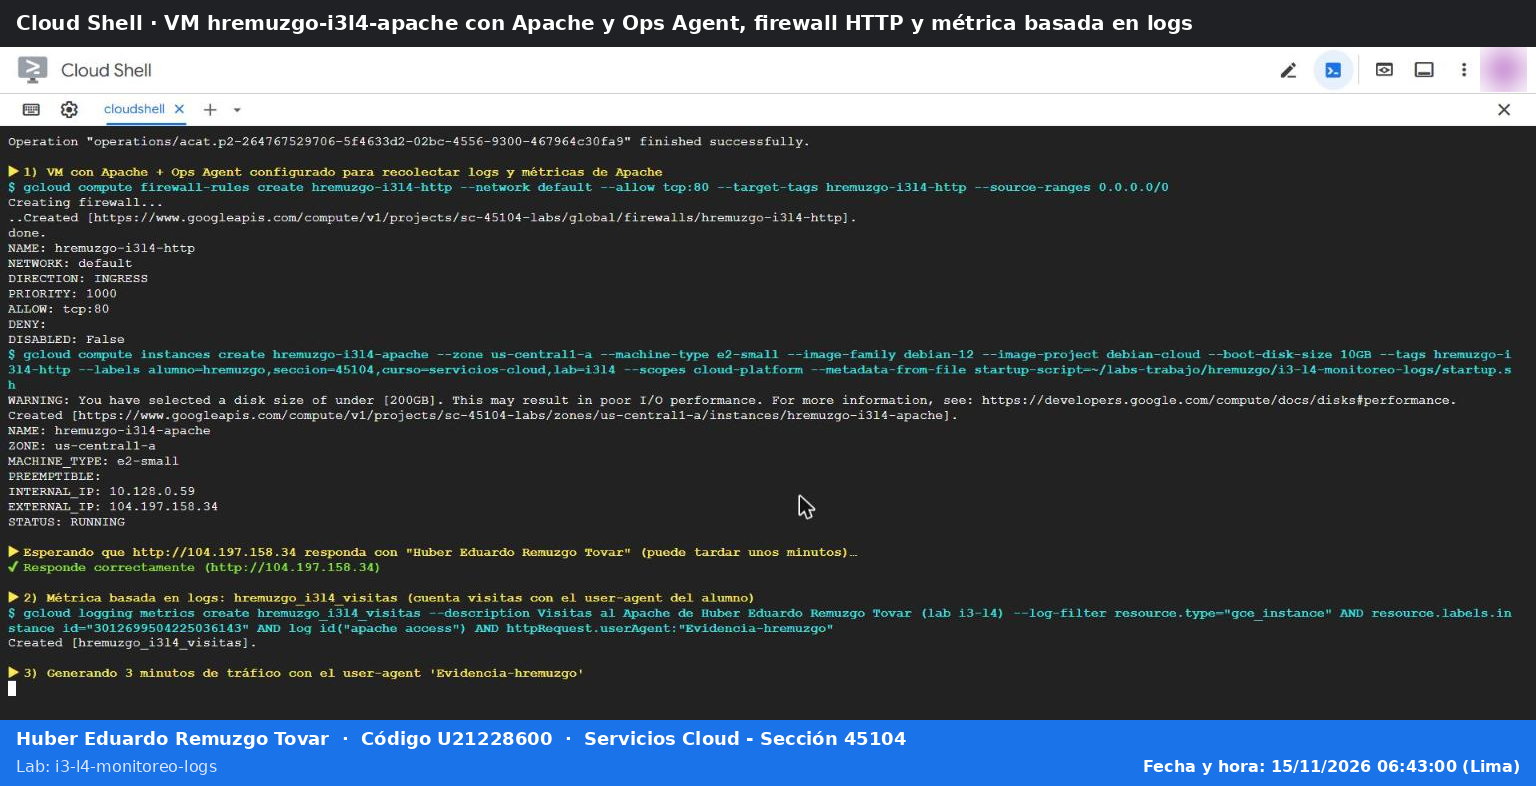 Cloud Shell · VM hremuzgo-i3l4-apache con Apache y Ops Agent, firewall HTTP y métrica basada en logs
Cloud Shell
cloudshell
Operation "operations/acat.p2-264767529706-5f4633d2-02bc-4556-9300-467964c30fa9" finished successfully.
▶ 1) VM con Apache + Ops Agent configurado para recolectar logs y métricas de Apache
$ gcloud compute firewall-rules create hremuzgo-i3l4-http --network default --allow tcp:80 --target-tags hremuzgo-i3l4-http --source-ranges 0.0.0.0/0
Creating firewall...
..Created [https://www.googleapis.com/compute/v1/projects/sc-45104-labs/global/firewalls/hremuzgo-i3l4-http].
done.
NAME: hremuzgo-i3l4-http
NETWORK: default
DIRECTION: INGRESS
PRIORITY: 1000
ALLOW: tcp:80
DENY:
DISABLED: False
$ gcloud compute instances create hremuzgo-i3l4-apache --zone us-central1-a --machine-type e2-small --image-family debian-12 --image-project debian-cloud --boot-disk-size 10GB --tags hremuzgo-i
3l4-http --labels alumno=hremuzgo,seccion=45104,curso=servicios-cloud,lab=i3l4 --scopes cloud-platform --metadata-from-file startup-script=~/labs-trabajo/hremuzgo/i3-l4-monitoreo-logs/startup.s
h
WARNING: You have selected a disk size of under [200GB]. This may result in poor I/O performance. For more information, see: https://developers.google.com/compute/docs/disks#performance.
Created [https://www.googleapis.com/compute/v1/projects/sc-45104-labs/zones/us-central1-a/instances/hremuzgo-i3l4-apache].
NAME: hremuzgo-i3l4-apache
ZONE: us-central1-a
MACHINE_TYPE: e2-small
PREEMPTIBLE:
INTERNAL_IP: 10.128.0.59
EXTERNAL_IP: 104.197.158.34
STATUS: RUNNING
▶ Esperando que http://104.197.158.34 responda con "Huber Eduardo Remuzgo Tovar" (puede tardar unos minutos)…
✔ Responde correctamente (http://104.197.158.34)
▶ 2) Métrica basada en logs: hremuzgo_i3l4_visitas (cuenta visitas con el user-agent del alumno)
$ gcloud logging metrics create hremuzgo_i3l4_visitas --description Visitas al Apache de Huber Eduardo Remuzgo Tovar (lab i3-l4) --log-filter resource.type="gce_instance" AND resource.labels.in
stance_id="3012699504225036143" AND log_id("apache_access") AND httpRequest.userAgent:"Evidencia-hremuzgo"
Created [hremuzgo_i3l4_visitas].
▶ 3) Generando 3 minutos de tráfico con el user-agent 'Evidencia-hremuzgo'
Huber Eduardo Remuzgo Tovar · Código U21228600 · Servicios Cloud - Sección 45104
Lab: i3-l4-monitoreo-logs
Fecha y hora: 15/11/2026 06:43:00 (Lima)